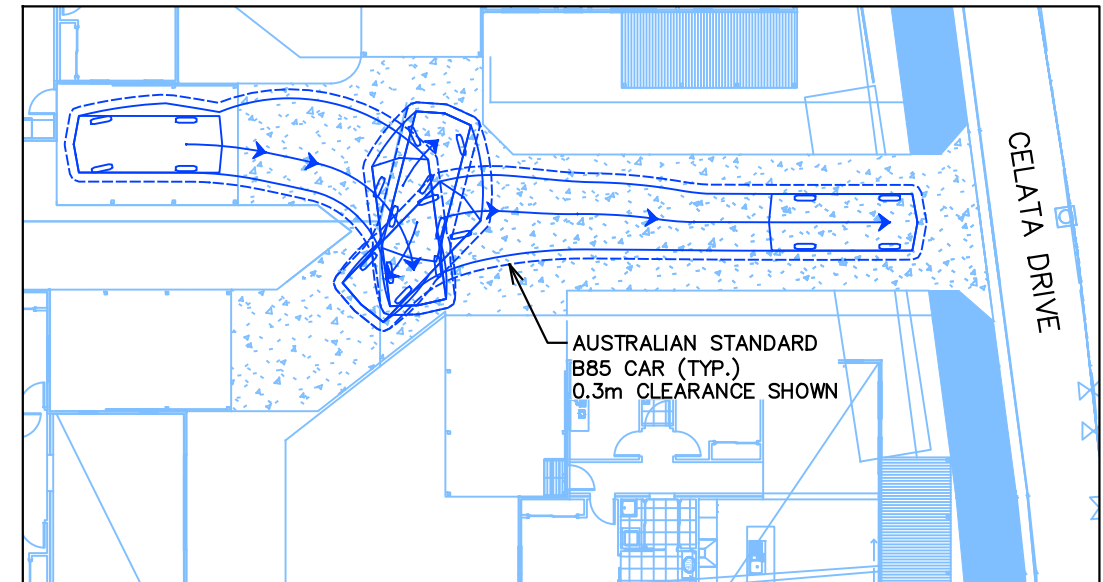 CELATA DRIVE
AUSTRALIAN STANDARD
B85 CAR (TYP.)
0.3m CLEARANCE SHOWN